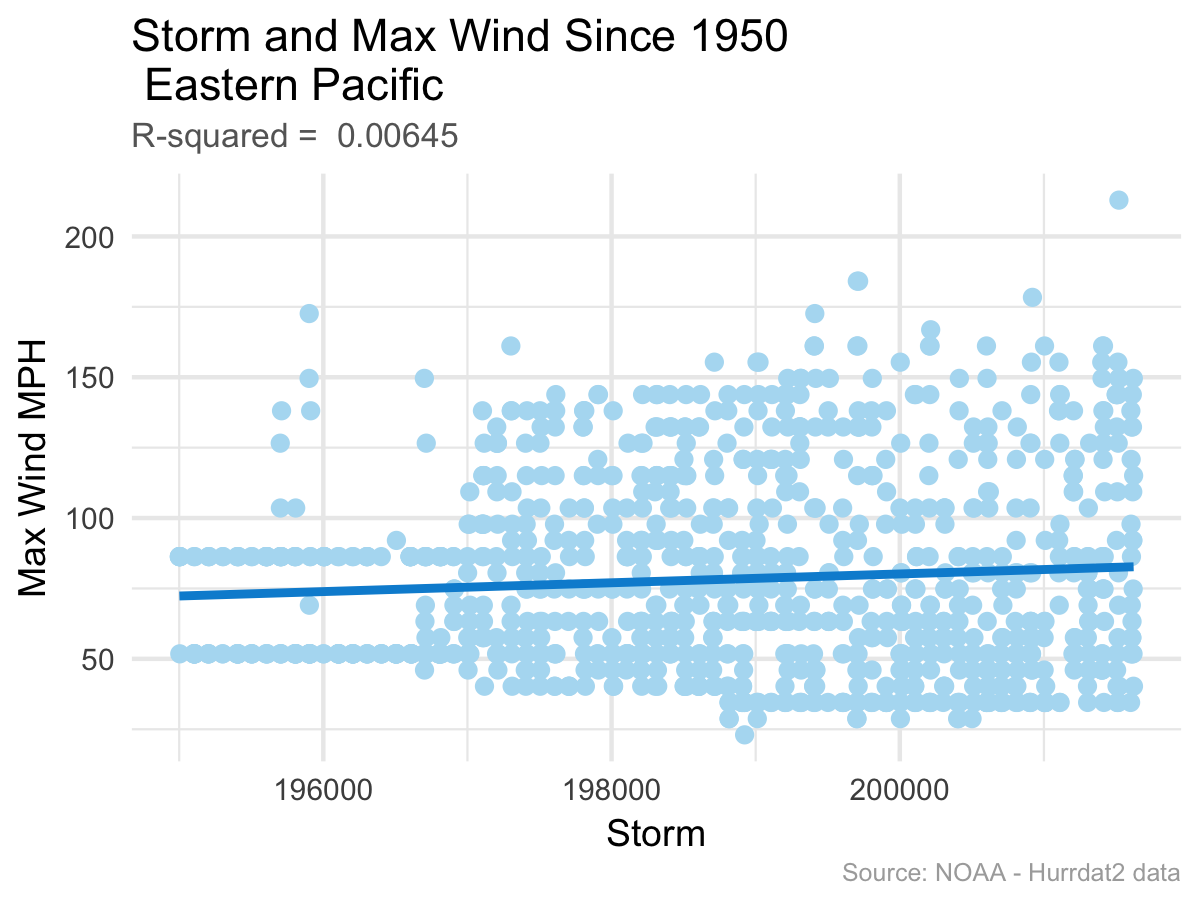 Storm and Max Wind Since 1950
Eastern Pacific
R-squared =  0.00645
200
150
100
50
Max Wind MPH
196000
198000
200000
Storm
Source: NOAA - Hurrdat2 data